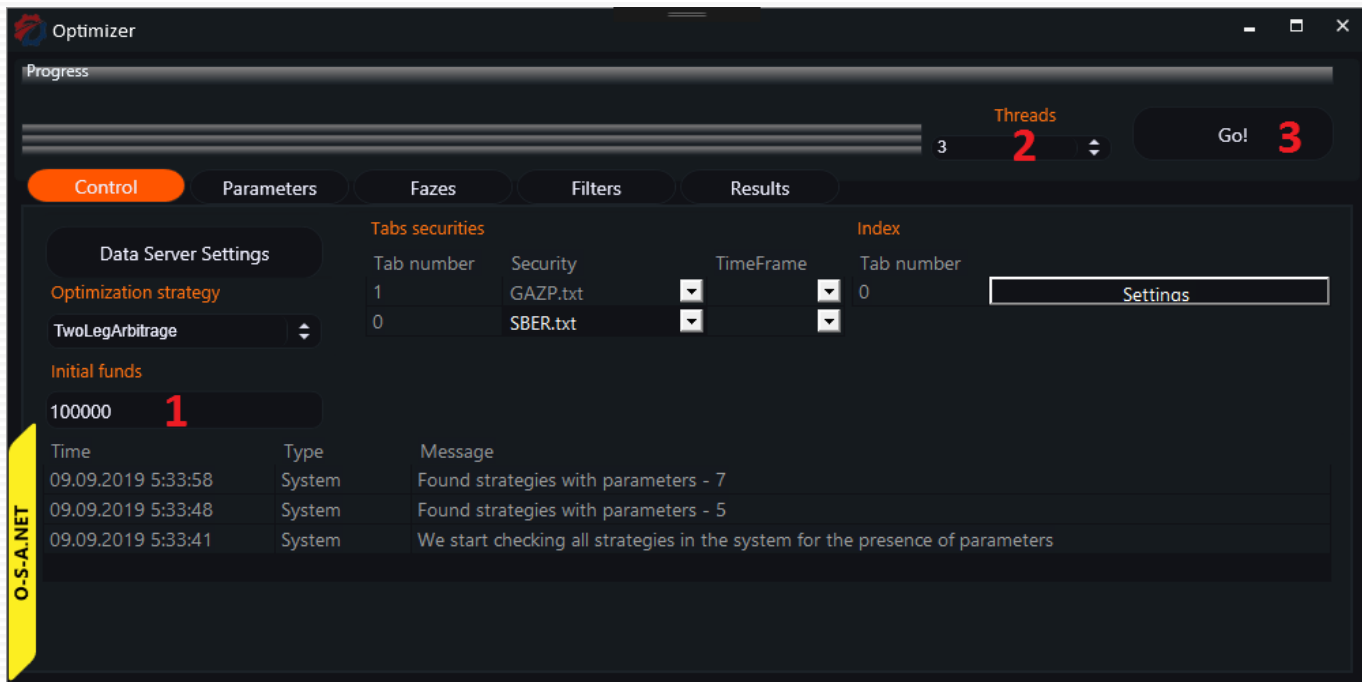 Optimizer
Progress
Threads
3 2
Go! 3
Control Parameters Fazes Filters Results
Data Server Settings
Tabs securities
Index
Tab number Security TimeFrame
Tab number
1 GAZP.txt
0 Settings
0 SBER.txt
Optimization strategy
TwoLegArbitrage
Initial funds
100000 1
Time Type Message
09.09.2019 5:33:58 System Found strategies with parameters - 7
09.09.2019 5:33:48 System Found strategies with parameters - 5
09.09.2019 5:33:41 System We start checking all strategies in the system for the presence of parameters
O-S-A.NET